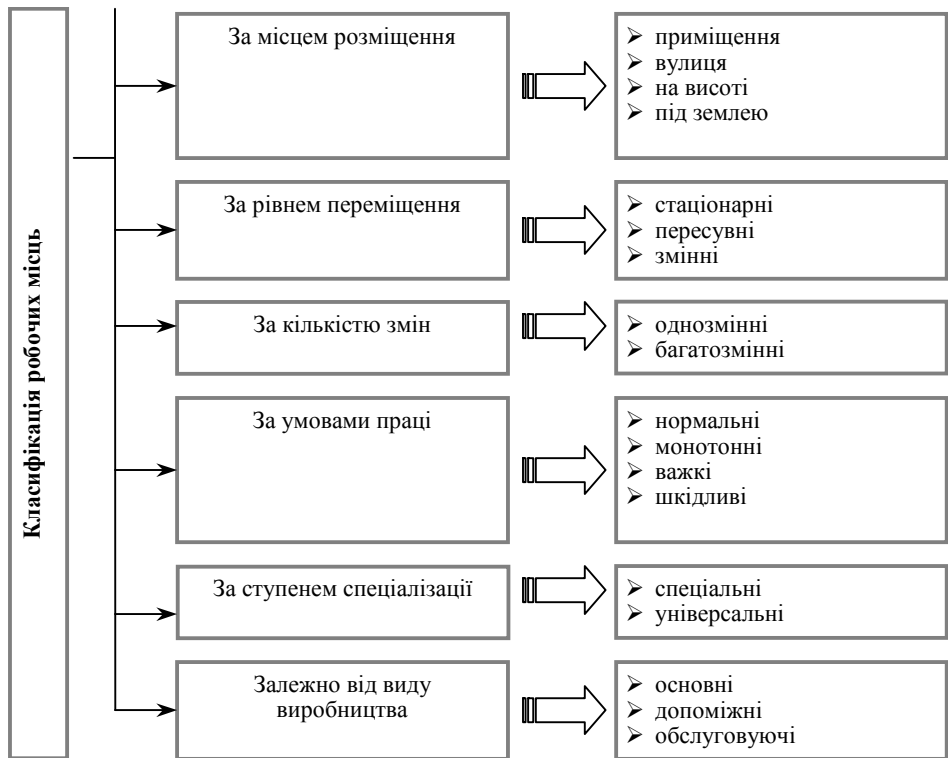 Класифікація робочих місць
За місцем розміщення
приміщення
вулиця
на висоті
під землею
За рівнем переміщення
стаціонарні
пересувні
змінні
За кількістю змін
однозмінні
багатозмінні
За умовами праці
нормальні
монотонні
важкі
шкідливі
За ступенем спеціалізації
спеціальні
універсальні
Залежно від виду
виробництва
основні
допоміжні
обслуговуючі